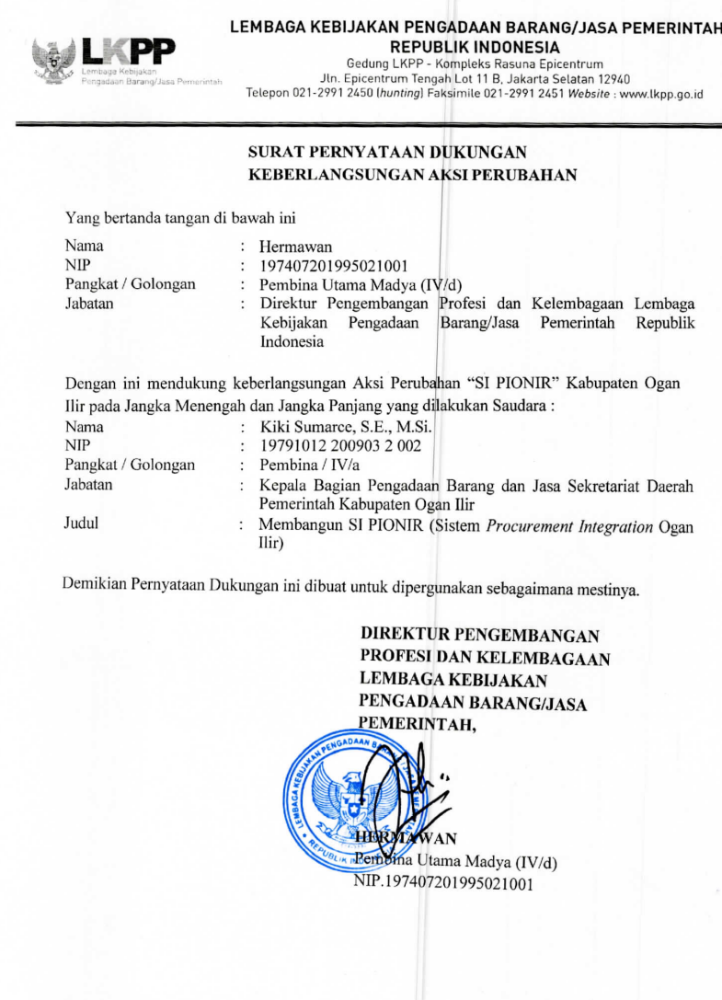 LKPP
Lembaga Kebijakan
Pengadaan Barang/Jasa Pemerintah
LEMBAGA KEBIJAKAN PENGADAAN BARANG/JASA PEMERINTAH
REPUBLIK INDONESIA
Gedung LKPP - Kompleks Rasuna Epicentrum
Jln. Epicentrum Tengah Lot 11 B, Jakarta Selatan 12940
Telepon 021-2991 2450 (hunting) Faksimile 021-2991 2451 Website : www.lkpp.go.id
SURAT PERNYATAAN DUKUNGAN
KEBERLANGSUNGAN AKSI PERUBAHAN
Yang bertanda tangan di bawah ini
Nama : Hermawan
NIP : 197407201995021001
Pangkat / Golongan : Pembina Utama Madya (IV/d)
Jabatan : Direktur Pengembangan Profesi dan Kelembagaan Lembaga
Kebijakan Pengadaan Barang/Jasa Pemerintah Republik
Indonesia
Dengan ini mendukung keberlangsungan Aksi Perubahan “SI PIONIR” Kabupaten Ogan
Ilir pada Jangka Menengah dan Jangka Panjang yang dilakukan Saudara :
Nama : Kiki Sumarce, S.E., M.Si.
NIP : 19791012 200903 2 002
Pangkat / Golongan : Pembina / IV/a
Jabatan : Kepala Bagian Pengadaan Barang dan Jasa Sekretariat Daerah
Pemerintah Kabupaten Ogan Ilir
Judul : Membangun SI PIONIR (Sistem Procurement Integration Ogan
Ilir)
Demikian Pernyataan Dukungan ini dibuat untuk dipergunakan sebagaimana mestinya.
DIREKTUR PENGEMBANGAN
PROFESI DAN KELEMBAGAAN
LEMBAGA KEBIJAKAN
PENGADAAN BARANG/JASA
PEMERINTAH,
LEMBAGA KEBIJAKAN PENGADAAN
REPUBLIK
HERMAWAN
Pembina Utama Madya (IV/d)
NIP.197407201995021001